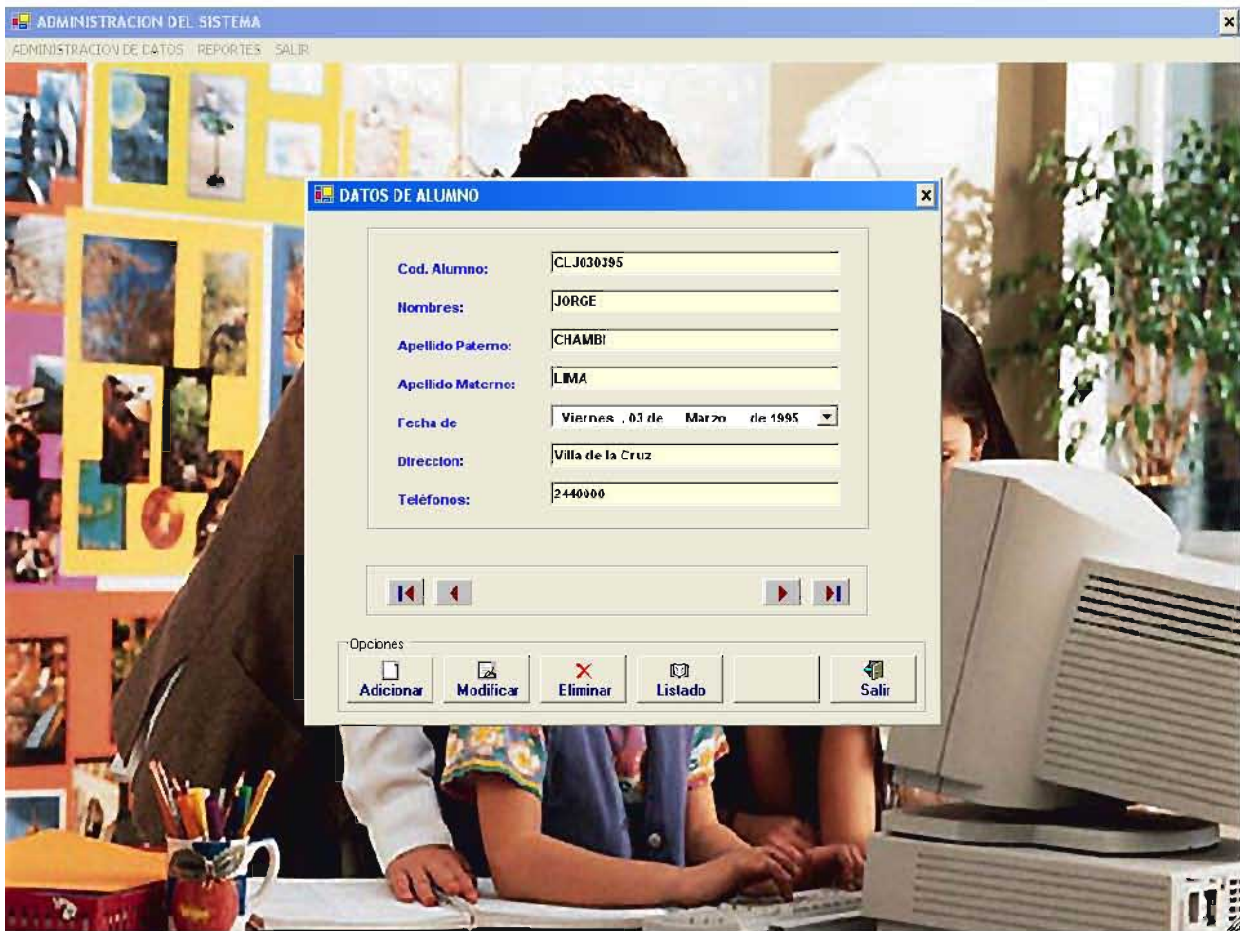 ADMINISTRACION DEL SISTEMA
ADMINISTRACION DE DATOS REPORTES SALIR
DATOS DE ALUMNO
Cod. Alumno: CLJ030395
Nombres: JORGE
Apellido Paterno: CHAMBI
Apellido Materno: LIMA
Fecha de Viernes , 03 de Marzo de 1995
Direccion: Villa de la Cruz
Teléfonos: 2440000
Opciones
Adicionar Modificar Eliminar Listado Salir